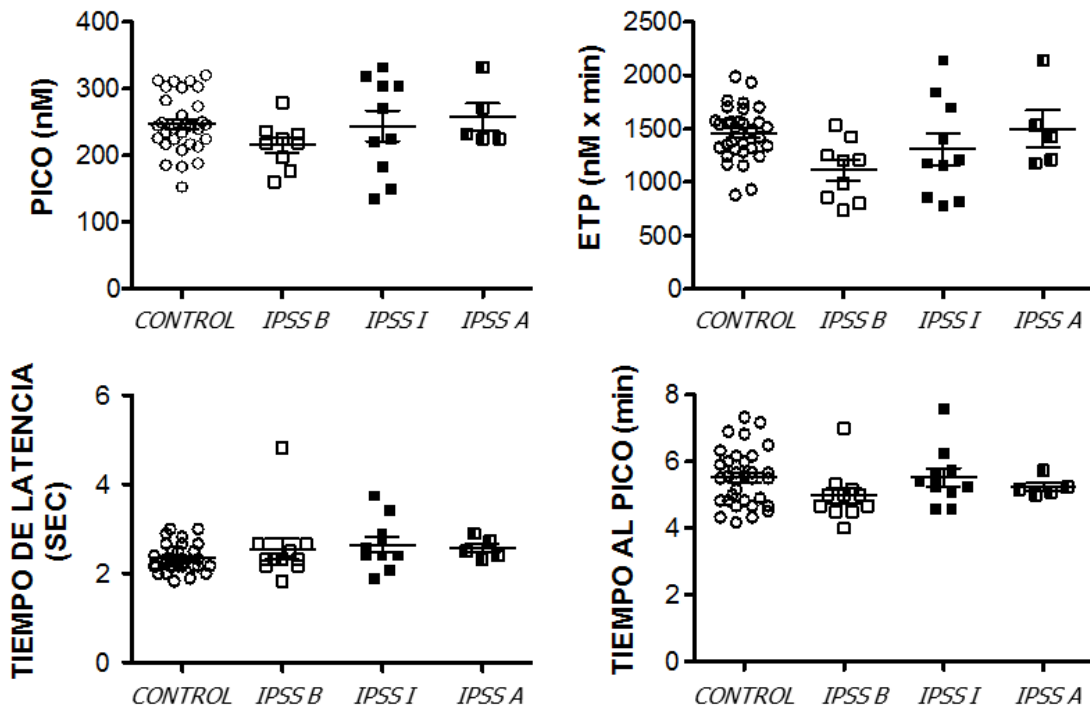 PICO (nM)
400
300
200
100
0
CONTROL IPSS B IPSS I IPSS A
ETP (nM x min)
2500
2000
1500
1000
500
0
CONTROL IPSS B IPSS I IPSS A
TIEMPO DE LATENCIA
(SEC)
6
4
2
0
CONTROL IPSS B IPSS I IPSS A
TIEMPO AL PICO (min)
8
6
4
2
0
CONTROL IPSS B IPSS I IPSS A